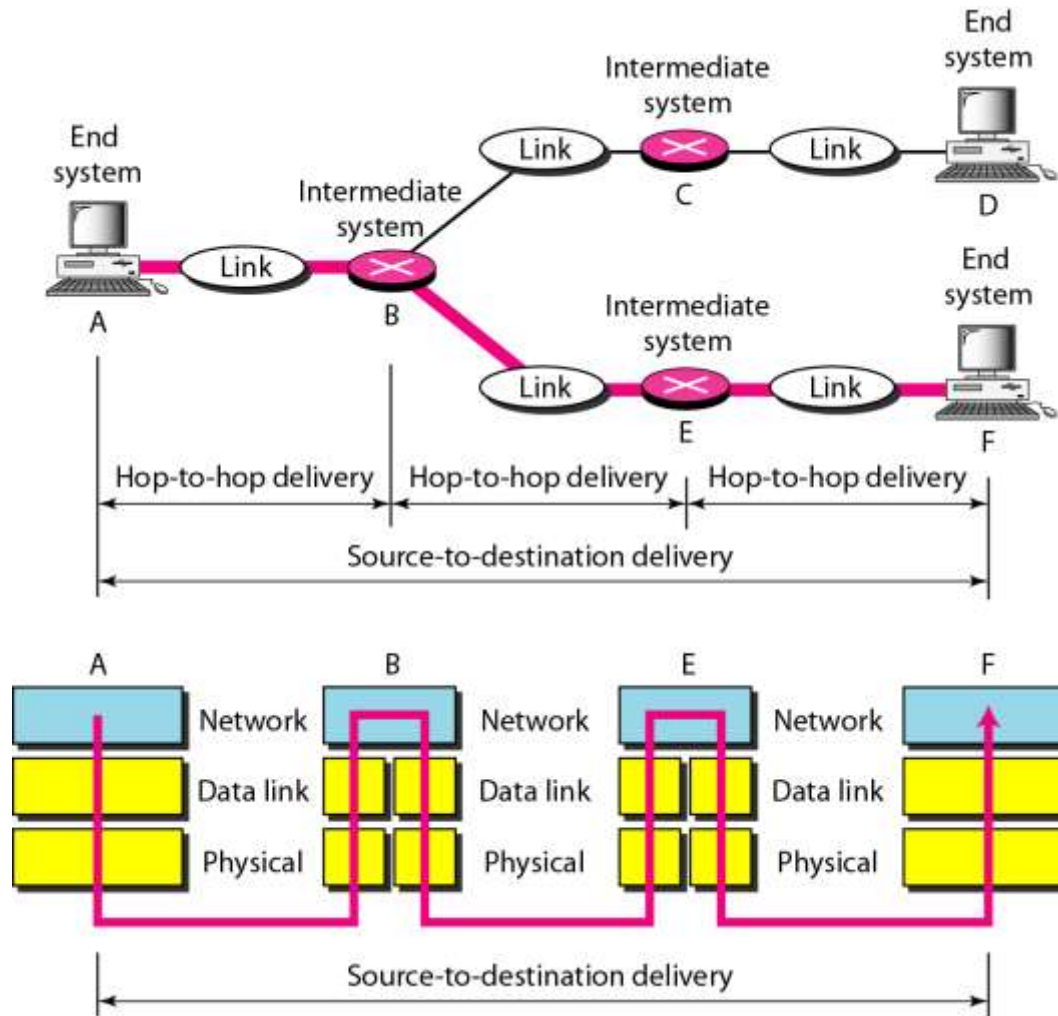 End
system
Intermediate
system
Link
C
Link
D
End
system
A
Link
Intermediate
system
B
Intermediate
system
Link
E
Link
End
system
F
Hop-to-hop delivery
Hop-to-hop delivery
Hop-to-hop delivery
Source-to-destination delivery
A B E F
Network Network Network
Data link Data link Data link
Physical Physical Physical
Source-to-destination delivery